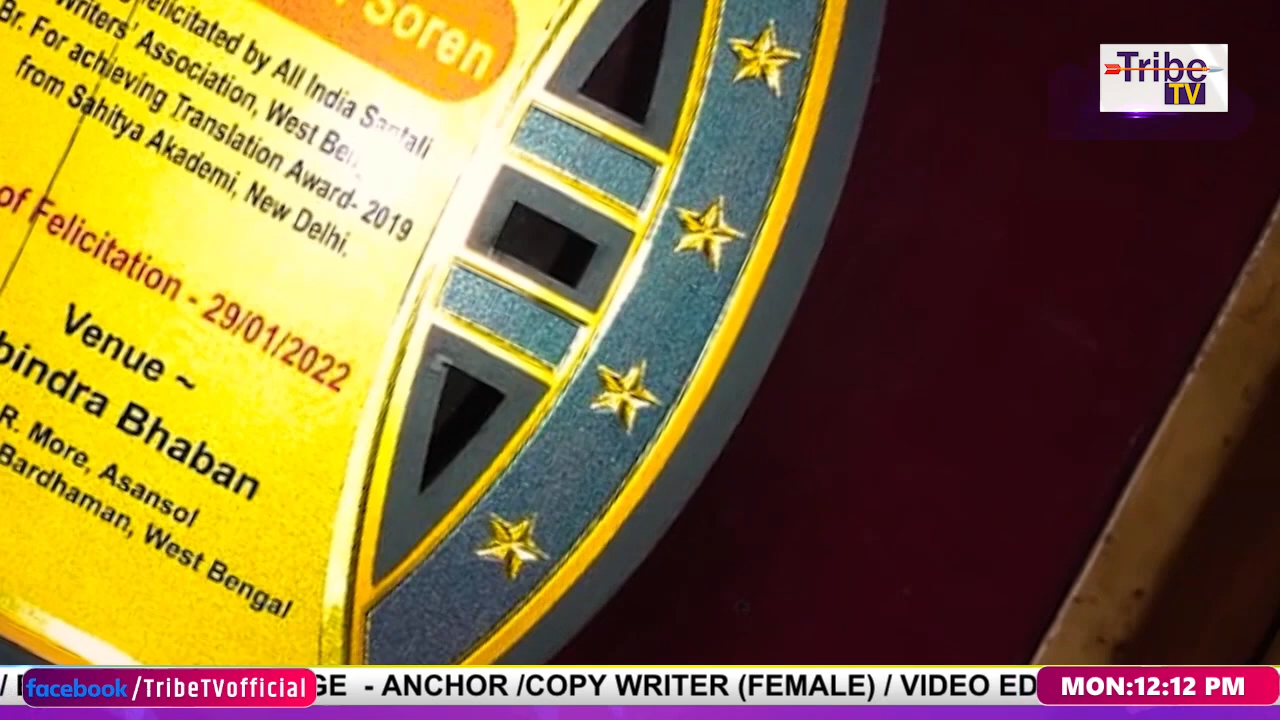 Soren
felicitated by All India Santali
Writers' Association, West
Br. For achieving Translation Award- 2019
from Sahitya Akademi, New Delhi.
of Felicitation - 29/01/2022
Venue ~
bindra Bhaban
R. More, Asansol
Bardhaman, West Bengal
Tribe
TV
facebook /TribeTVofficial
GE - ANCHOR /COPY WRITER (FEMALE) / VIDEO ED
MON:12:12 PM